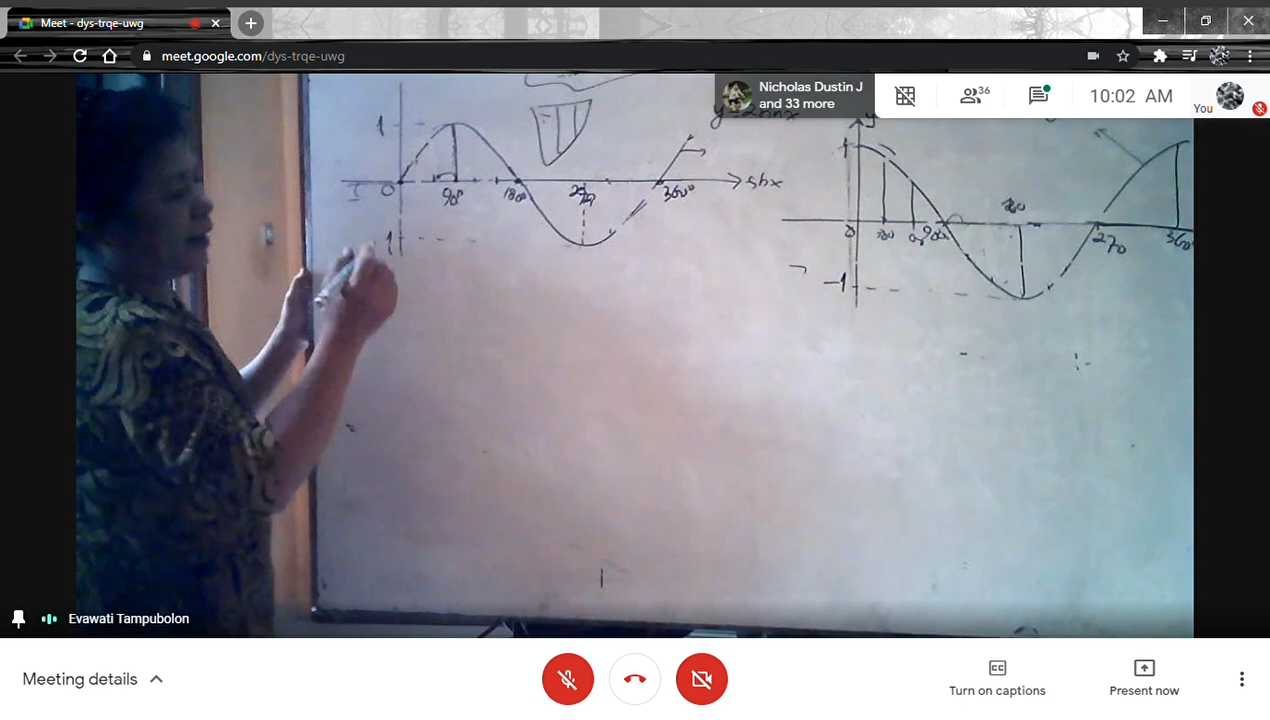 Meet - dys-trqe-uwg
meet.google.com/dys-trqe-uwg
Nicholas Dustin J
and 33 more
36
10:02 AM
You
1
0
90°
180°
360°
1
y
1
0
270
360
-1
Evawati Tampubolon
Meeting details
CC
Turn on captions
Present now